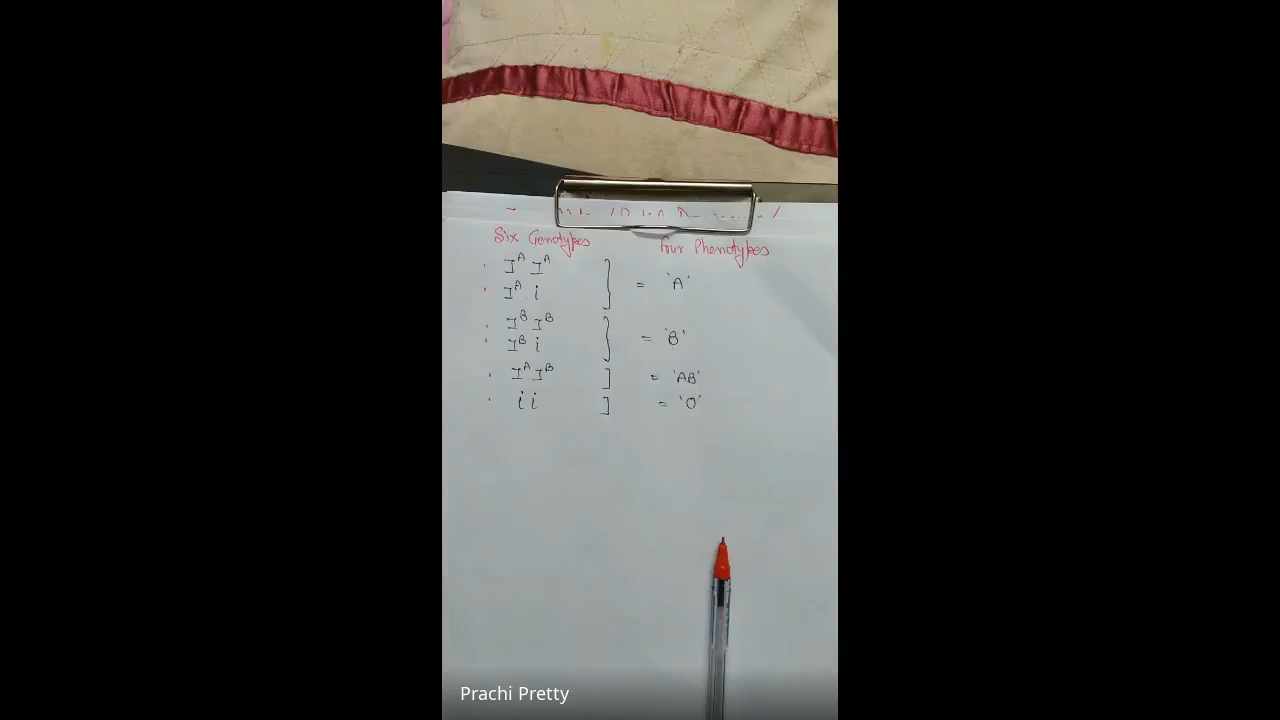 Six Genotypes Four Phenotypes
Iᴬ Iᴬ
Iᴬ i } = 'A'
Iᴮ Iᴮ
Iᴮ i } = 'B'
Iᴬ Iᴮ ] = 'AB'
i i ] = 'O'
Prachi Pretty